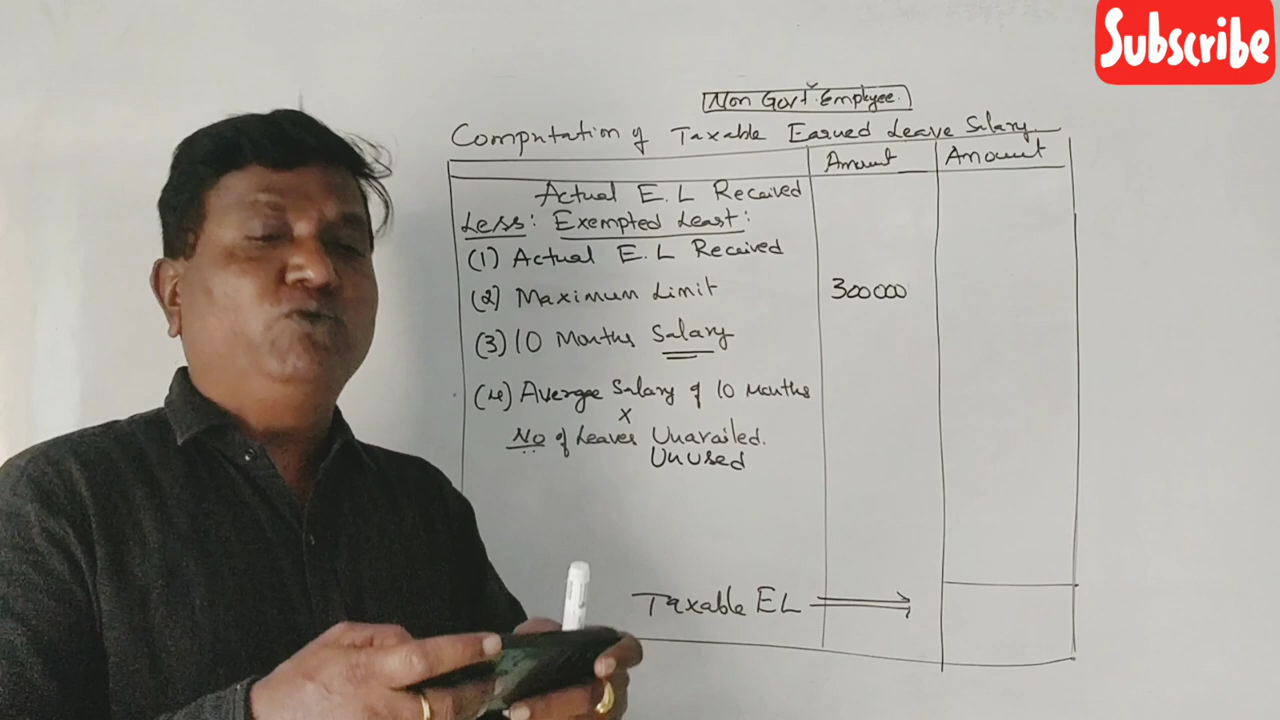 Subscribe
Non Govt. Employee.
Computation of Taxable Earned Leave Salary
Amount Amount
Actual E.L Received
Less: Exempted Least:
(1) Actual E.L Received
(2) Maximum Limit 300000
(3) 10 Months Salary
(4) Average Salary of 10 Months
x
No of Leaves Unavailed.
Unused
Taxable EL